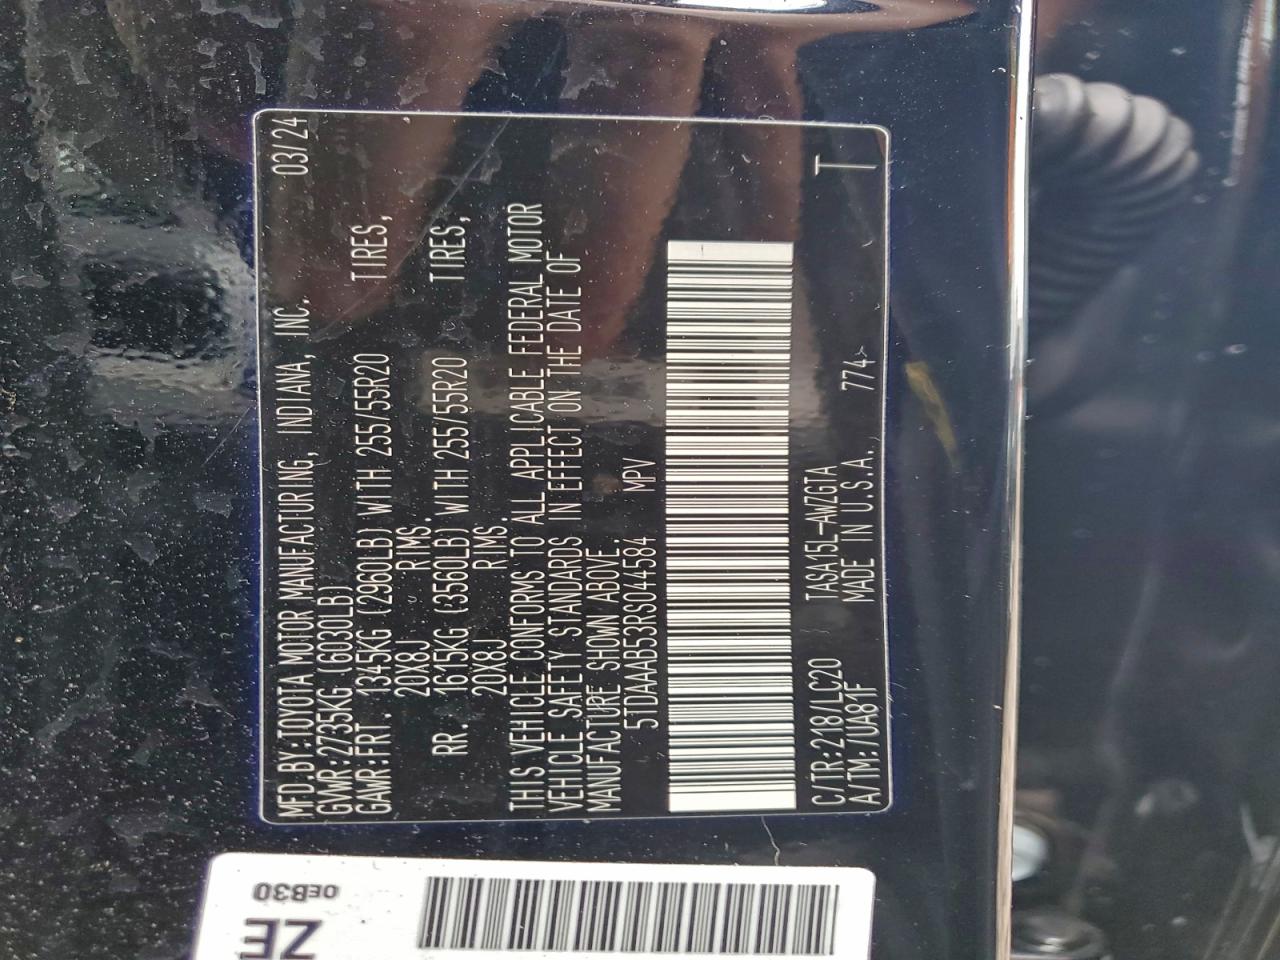 MFD.BY:TOYOTA MOTOR MANUFACTURING, INDIANA, INC. 03/24
GVWR:2735KG(6030LB)
GAWR:FRT. 1345KG(2960LB)WITH 255/55R20 TIRES,
20X8J RIMS.
RR. 1615KG(3560LB)WITH 255/55R20 TIRES,
20X8J RIMS.
THIS VEHICLE CONFORMS TO ALL APPLICABLE FEDERAL MOTOR
VEHICLE SAFETY STANDARDS IN EFFECT ON THE DATE OF
MANUFACTURE SHOWN ABOVE.
5TDAAAB53RS044584 MPV
C/TR:218/LC20 TASA15L-AWZGTA T
A/TM:/UA81F MADE IN U.S.A. 774> T
0EB30
ZE